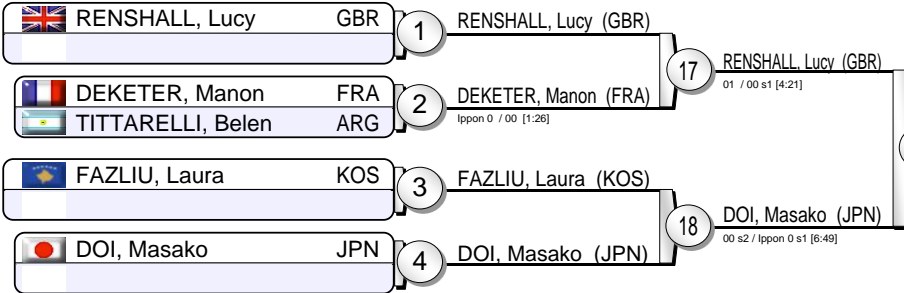 RENSHALL, Lucy GBR
1
RENSHALL, Lucy (GBR)
DEKETER, Manon FRA
TITTARELLI, Belen ARG
2
DEKETER, Manon (FRA)
Ippon 0 / 00 [1:26]
17
RENSHALL, Lucy (GBR)
01 / 00 s1 [4:21]
FAZLIU, Laura KOS
3
FAZLIU, Laura (KOS)
DOI, Masako JPN
4
DOI, Masako (JPN)
18
DOI, Masako (JPN)
00 s2 / Ippon 0 s1 [6:49]